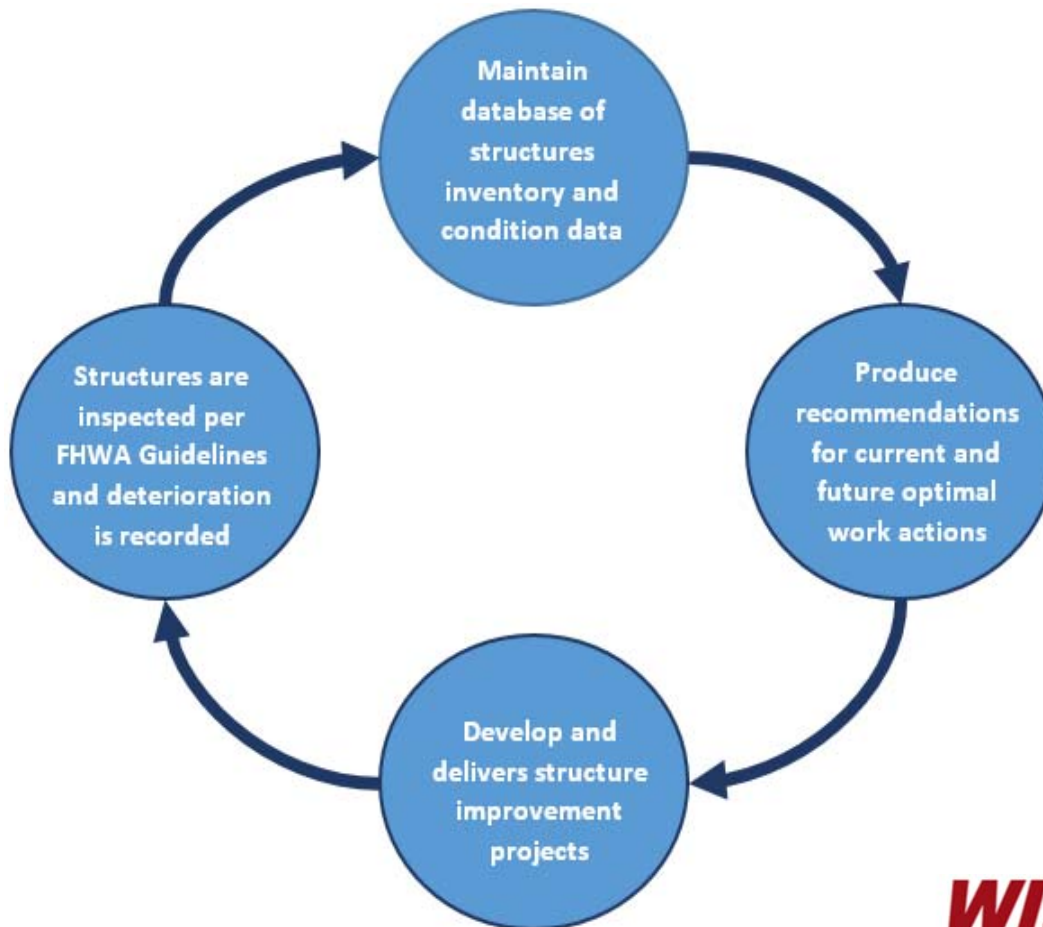 Maintain
database of
structures
inventory and
condition data
Produce
recommendations
for current and
future optimal
work actions
Develop and
delivers structure
improvement
projects
Structures are
inspected per
FHWA Guidelines
and deterioration
is recorded